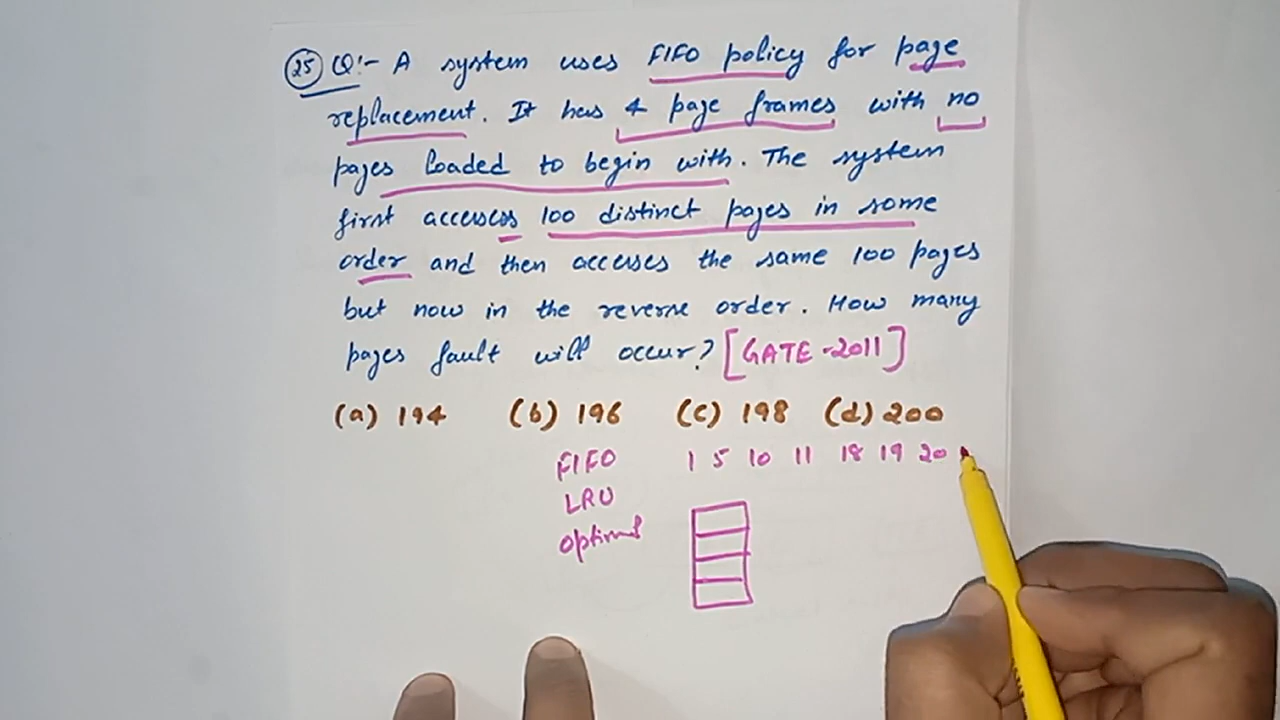 25 Q:- A system uses FIFO policy for page
replacement. It has 4 page frames with no
pages loaded to begin with. The system
first accesses 100 distinct pages in some
order and then accesses the same 100 pages
but now in the reverse order. How many
pages fault will occur? [GATE-2011]
(a) 194 (b) 196 (c) 198 (d) 200
FIFO 1 5 10 11 18 19 20
LRU
optimal